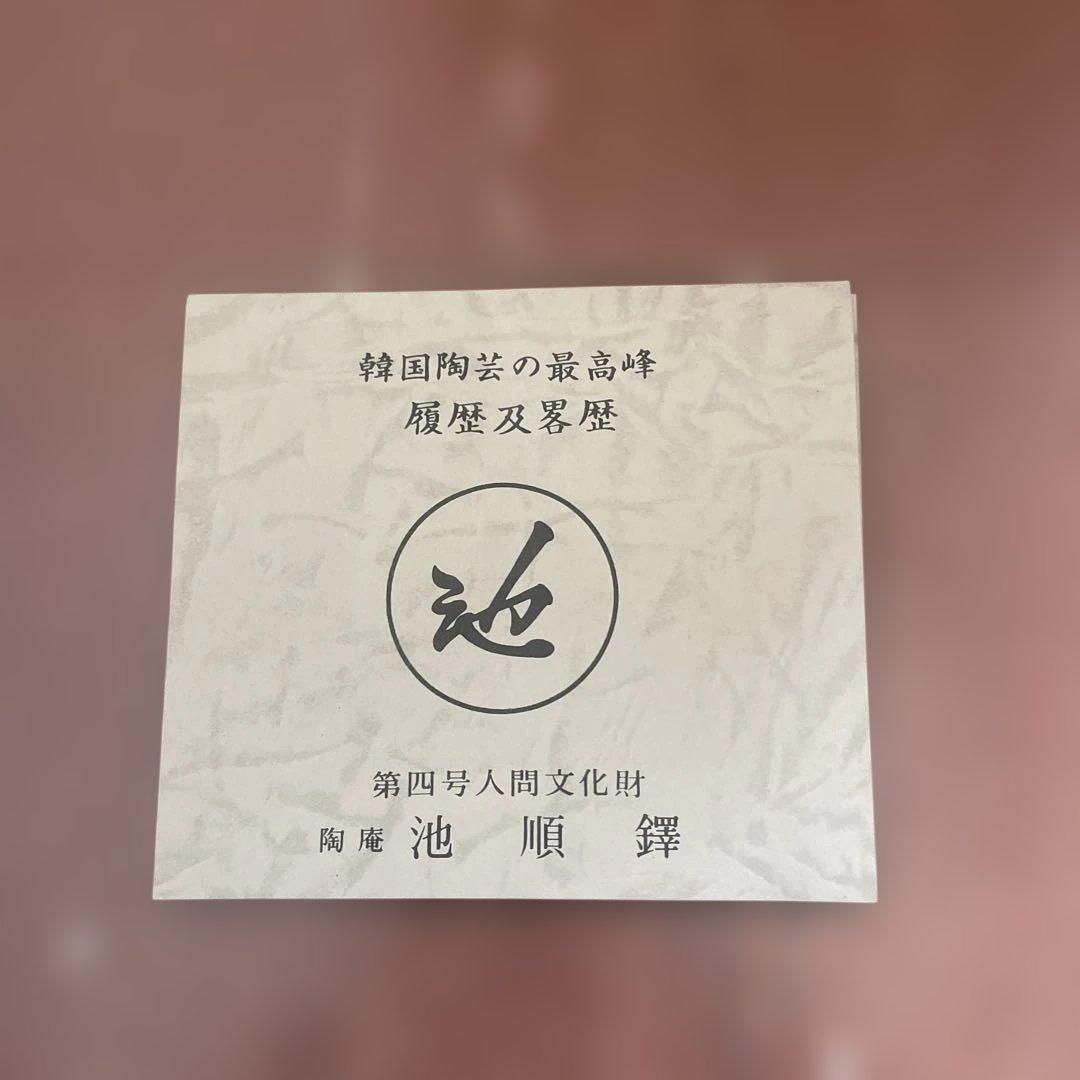 韓国陶芸の最高峰
履歴及畧歴
池
第四号人間文化財
陶庵 池 順 鐸